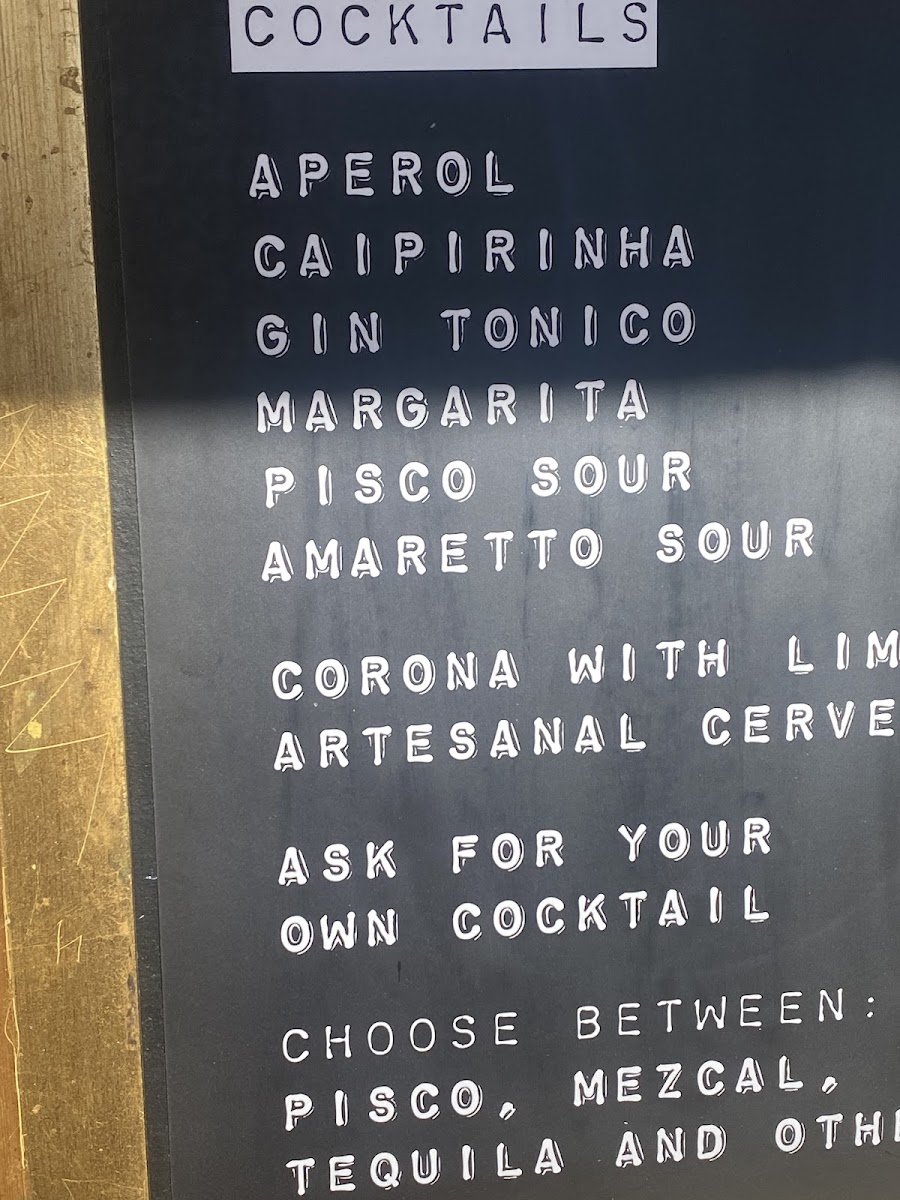 COCKTAILS
APEROL
CAIPIRINHA
GIN TONICO
MARGARITA
PISCO SOUR
AMARETTO SOUR
CORONA WITH LIM
ARTESANAL CERVE
ASK FOR YOUR
OWN COCKTAIL
CHOOSE BETWEEN:
PISCO, MEZCAL,
TEQUILA AND OTHE